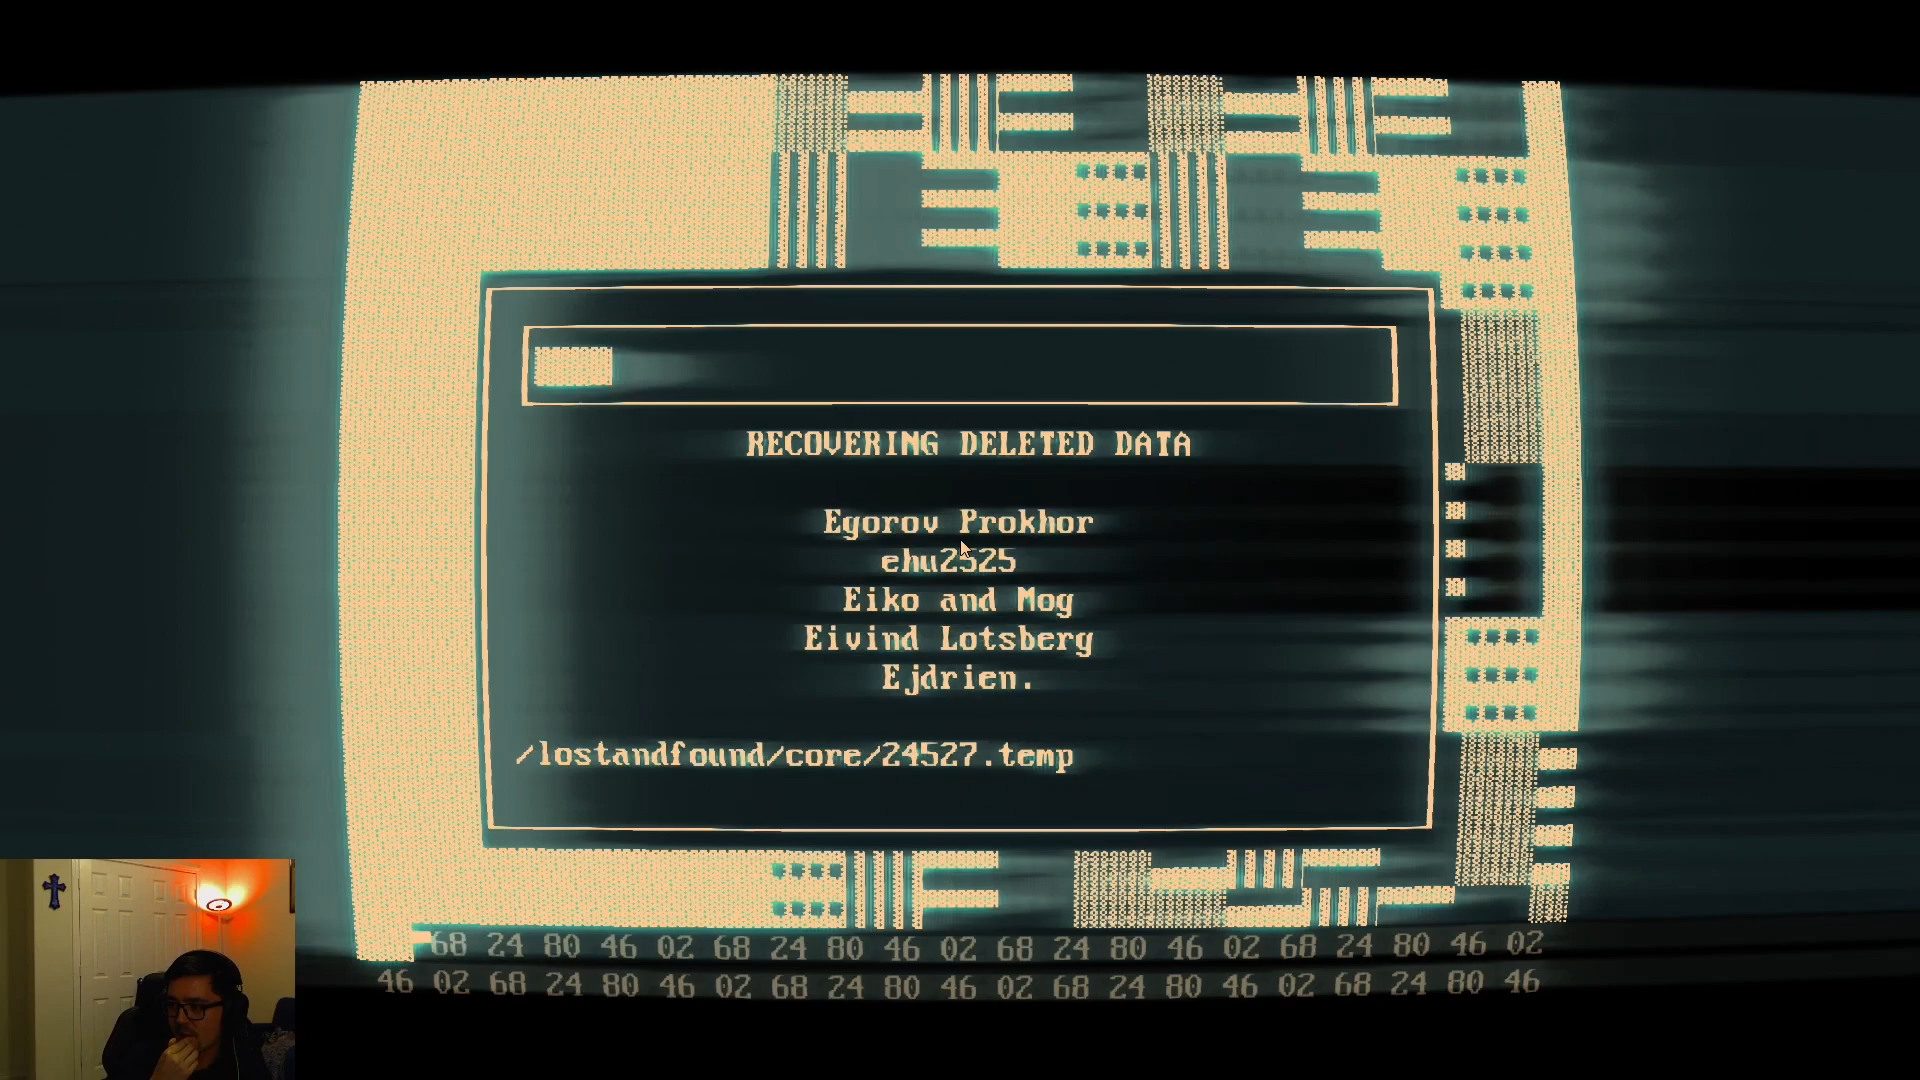 RECOVERING DELETED DATA
Egorov Prokhor
ehu2525
Eiko and Mog
Eivind Lotsberg
Ejdrien.
/lostandfound/core/24527.temp
68 24 80 46 02 68 24 80 46 02 68 24 80 46 02 68 24 80 46 02
46 02 68 24 80 46 02 68 24 80 46 02 68 24 80 46 02 68 24 80 46